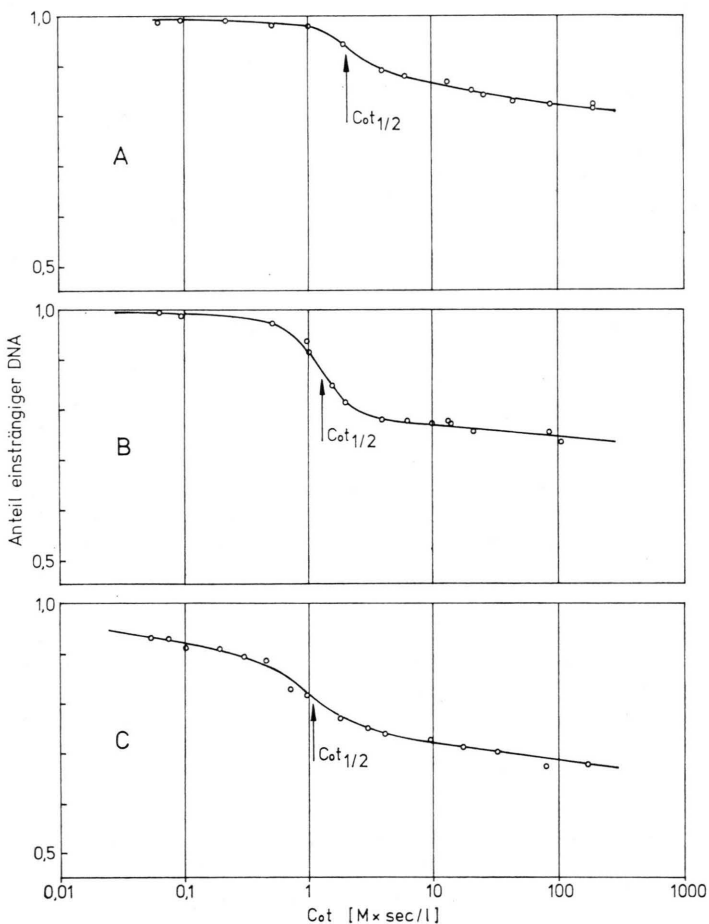 1,0
A
Cot1/2
0,5
1,0
B
Cot1/2
0,5
1,0
C
Cot1/2
0,5
0,01
0,1
1
10
100
1000
Cot [M× sec/l]
Anteil einsträngiger DNA